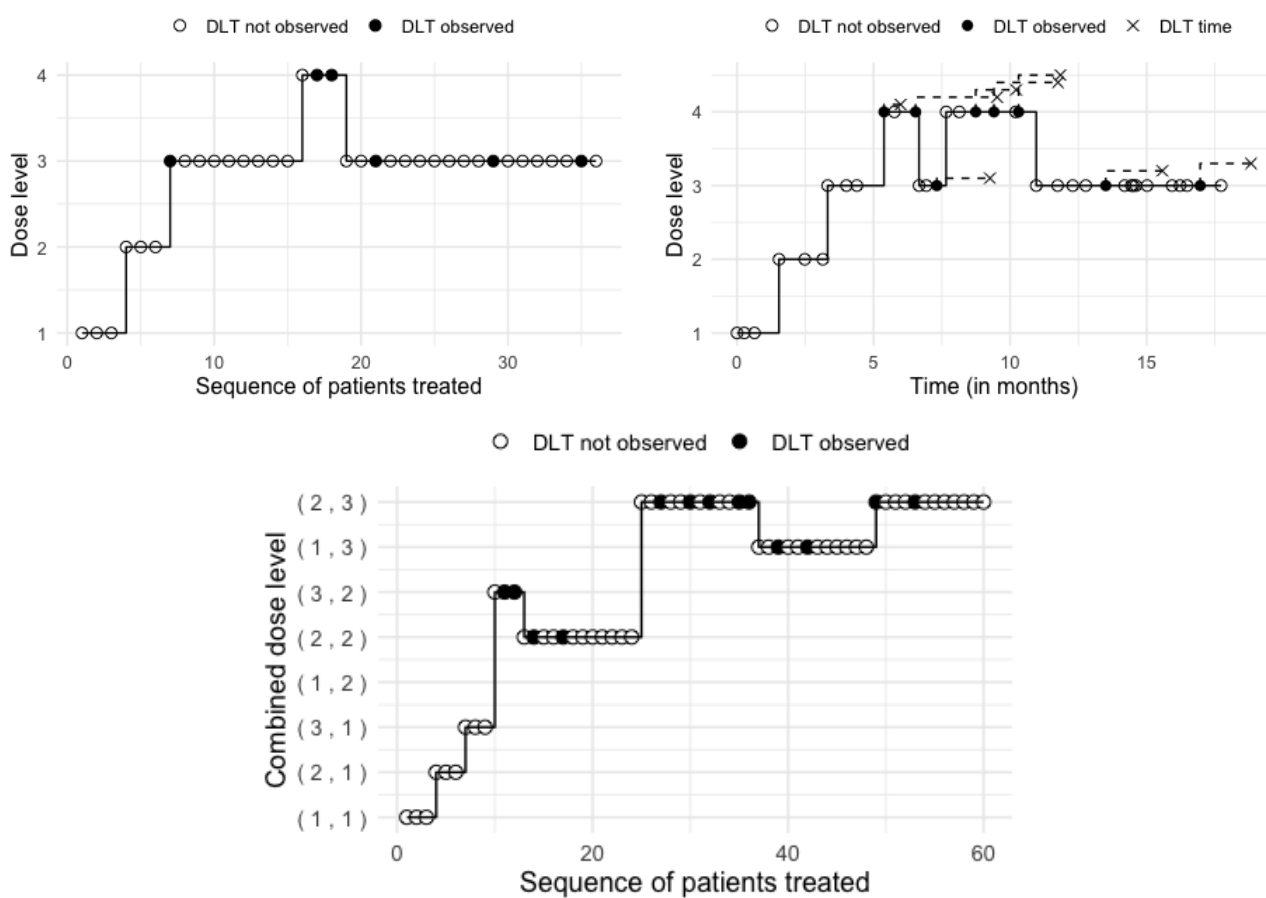 DLT not observed DLT observed
4
3
2
1
Dose level
0 10 20 30
Sequence of patients treated
DLT not observed DLT observed DLT time
4
3
2
1
Dose level
0 5 10 15
Time (in months)
DLT not observed DLT observed
( 2 , 3 )
( 1 , 3 )
( 3 , 2 )
( 2 , 2 )
( 1 , 2 )
( 3 , 1 )
( 2 , 1 )
( 1 , 1 )
Combined dose level
0 20 40 60
Sequence of patients treated